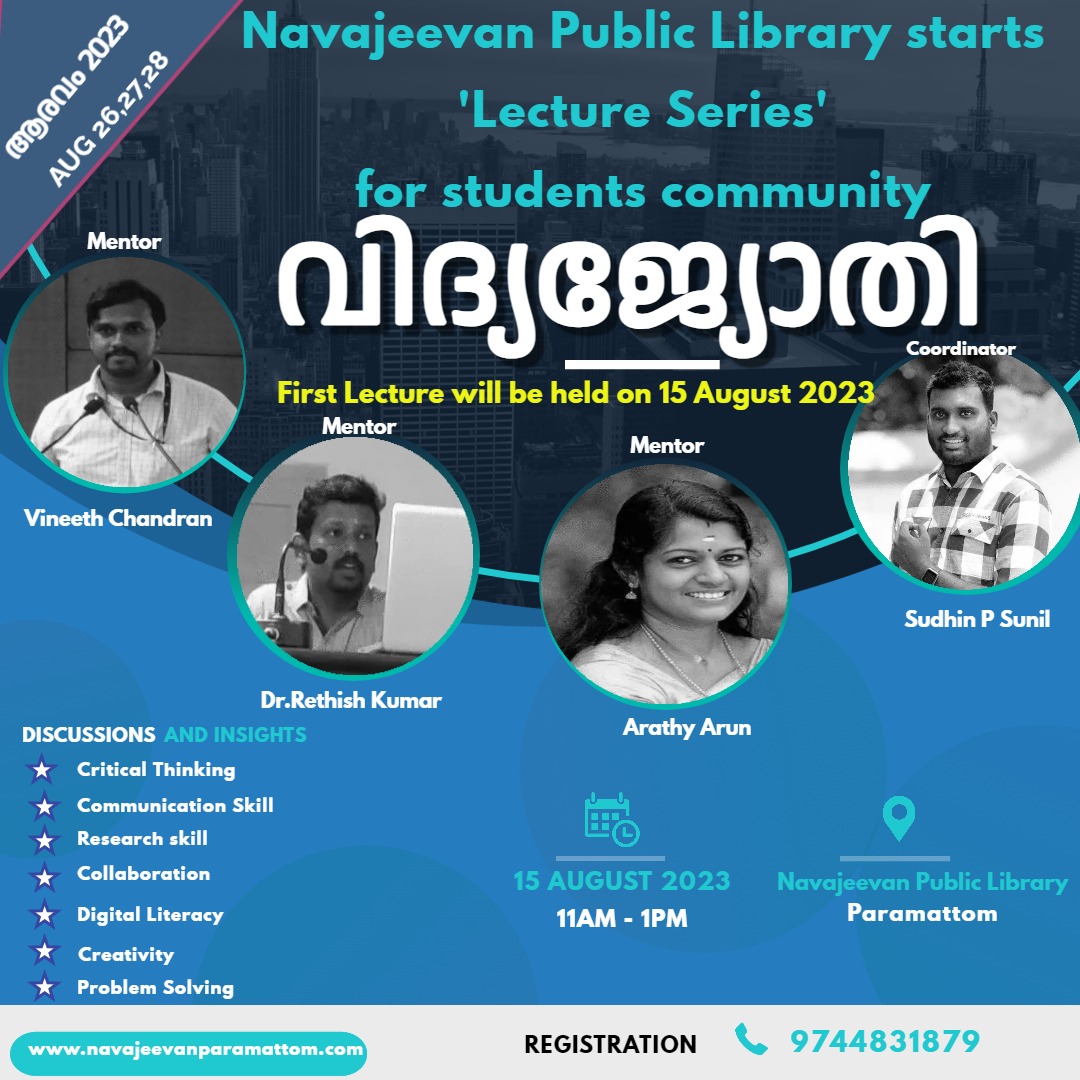 ആരവം 2023
AUG 26,27,28
Navajeevan Public Library starts
'Lecture Series'
for students community
വിദ്യജ്യോതി
First Lecture will be held on 15 August 2023
Mentor
Vineeth Chandran
Mentor
Dr.Rethish Kumar
Mentor
Arathy Arun
Coordinator
Sudhin P Sunil
DISCUSSIONS AND INSIGHTS
Critical Thinking
Communication Skill
Research skill
Collaboration
Digital Literacy
Creativity
Problem Solving
15 AUGUST 2023
11AM - 1PM
Navajeevan Public Library
Paramattom
www.navajeevanparamattom.com
REGISTRATION 9744831879